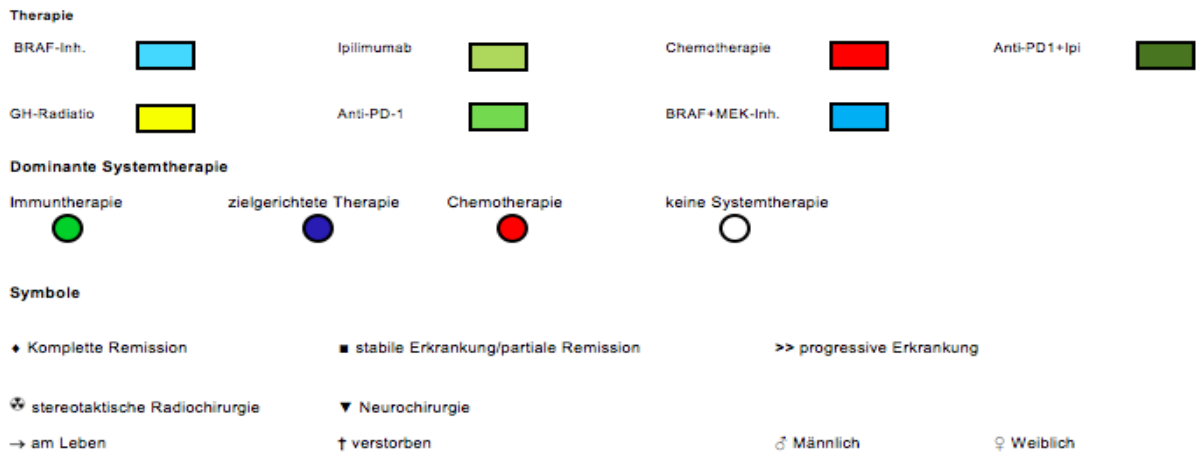 Therapie
BRAF-Inh. Ipilimumab Chemotherapie Anti-PD1+Ipi
GH-Radiatio Anti-PD-1 BRAF+MEK-Inh.
Dominante Systemtherapie
Immuntherapie zielgerichtete Therapie Chemotherapie keine Systemtherapie
Symbole
♦ Komplette Remission ■ stabile Erkrankung/partiale Remission >> progressive Erkrankung
☢ stereotaktische Radiochirurgie ▼ Neurochirurgie
→ am Leben † verstorben ♂ Männlich ♀ Weiblich